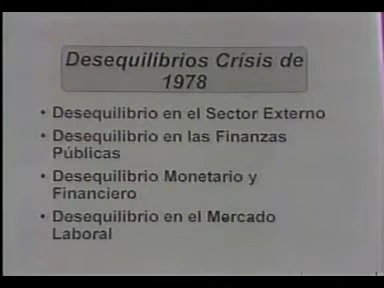 Desequilibrios Crísis de
1978
• Desequilibrio en el Sector Externo
• Desequilibrio en las Finanzas
Públicas
• Desequilibrio Monetario y
Financiero
• Desequilibrio en el Mercado
Laboral